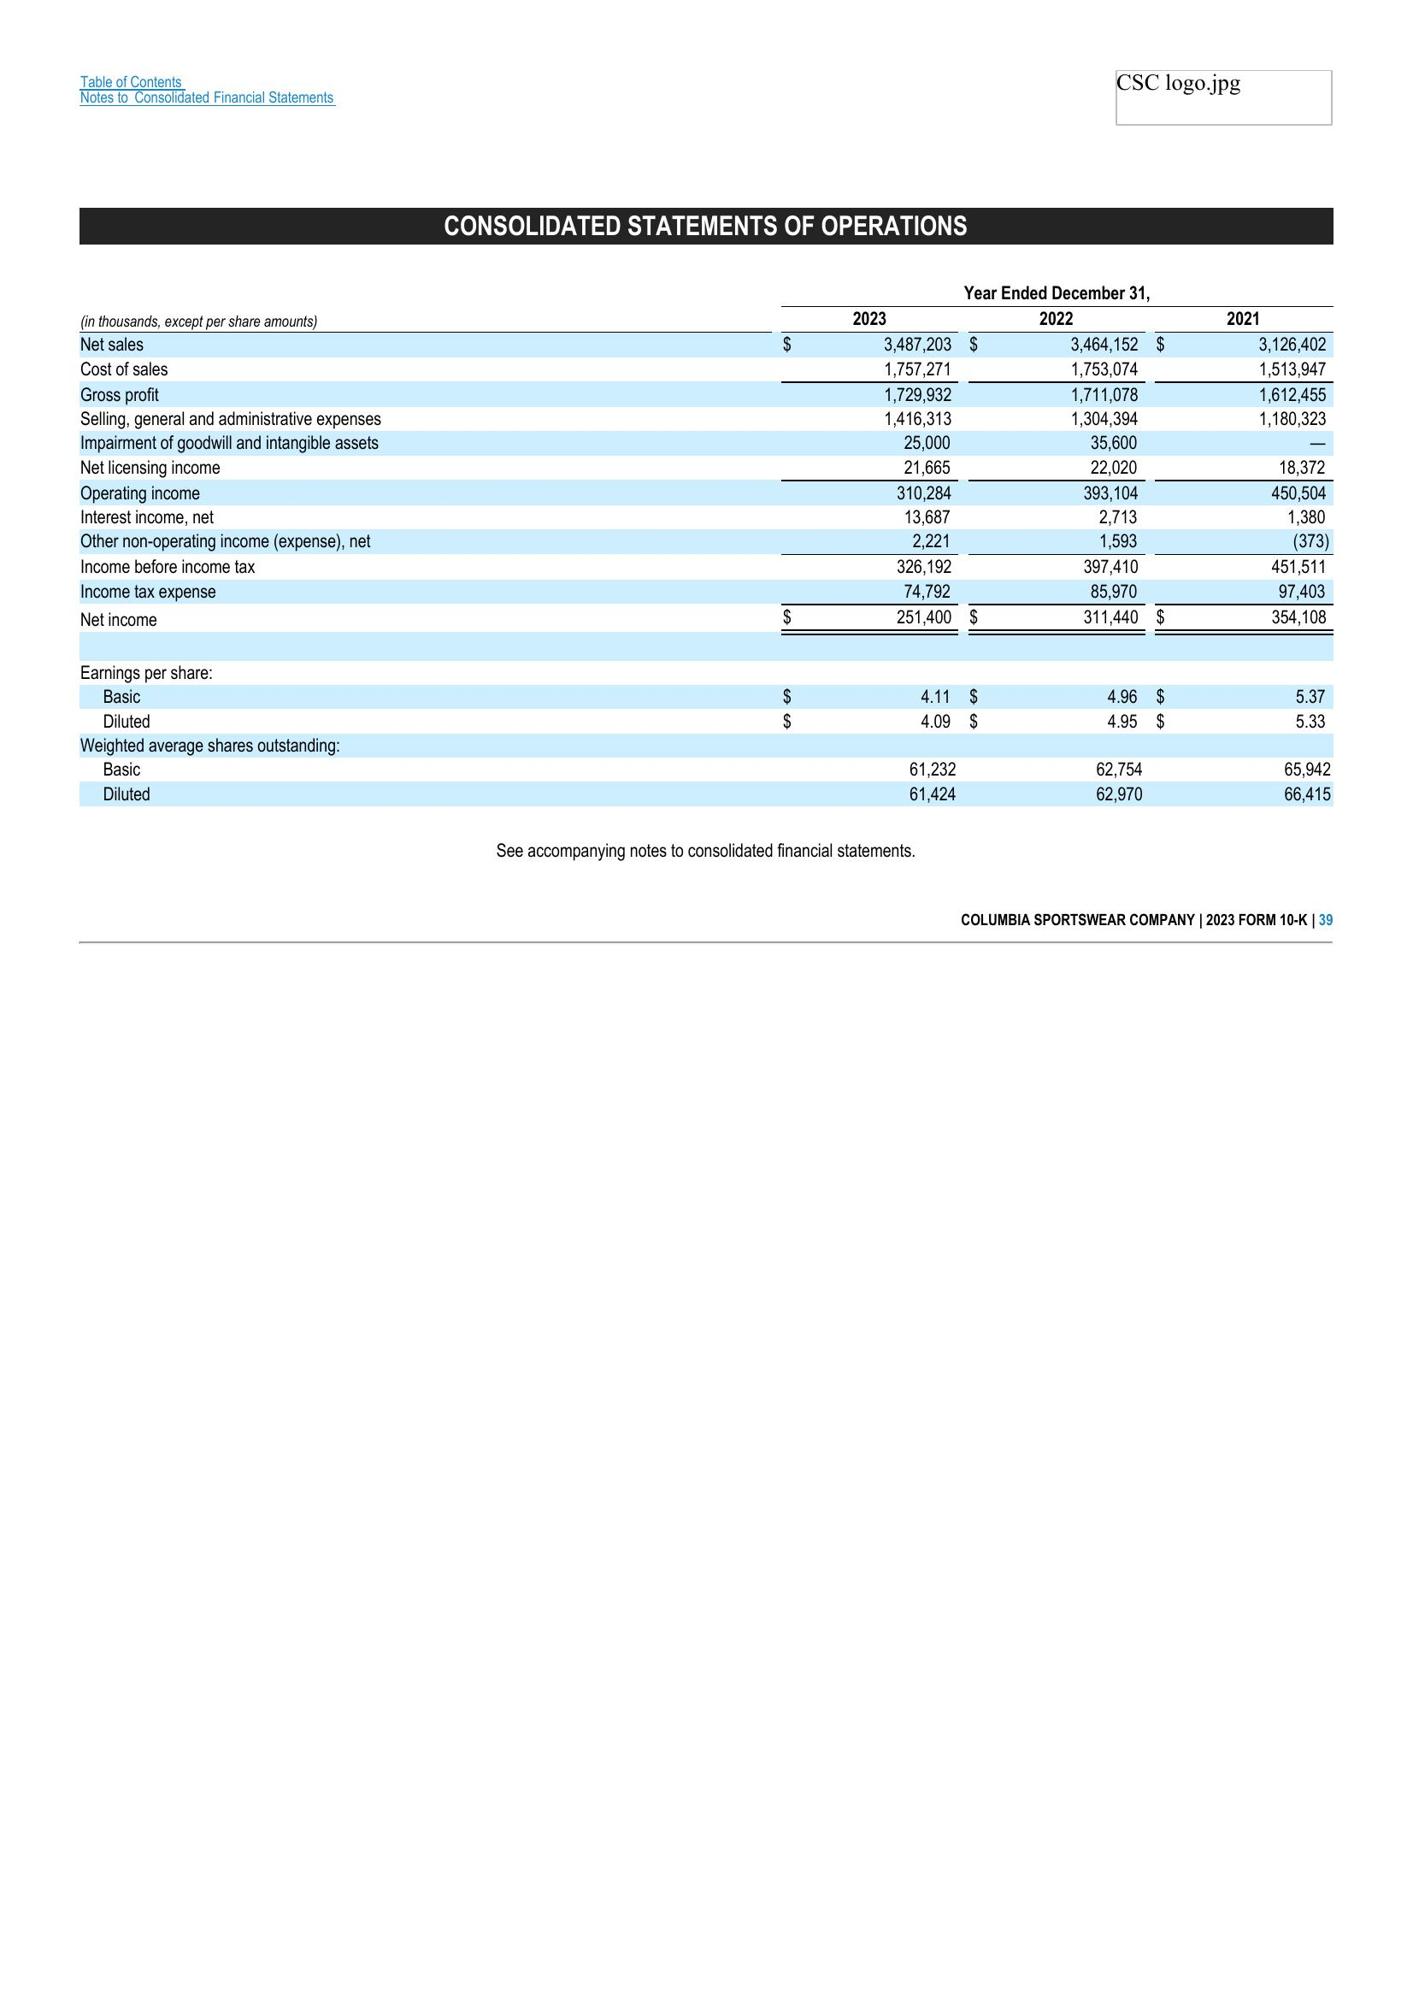 Table of Contents
Notes to Consolidated Financial Statements
CSC logo.jpg
CONSOLIDATED STATEMENTS OF OPERATIONS
Year Ended December 31,
(in thousands, except per share amounts) 2023 2022 2021
Net sales $ 3,487,203 $ 3,464,152 $ 3,126,402
Cost of sales 1,757,271 1,753,074 1,513,947
Gross profit 1,729,932 1,711,078 1,612,455
Selling, general and administrative expenses 1,416,313 1,304,394 1,180,323
Impairment of goodwill and intangible assets 25,000 35,600 —
Net licensing income 21,665 22,020 18,372
Operating income 310,284 393,104 450,504
Interest income, net 13,687 2,713 1,380
Other non-operating income (expense), net 2,221 1,593 (373)
Income before income tax 326,192 397,410 451,511
Income tax expense 74,792 85,970 97,403
Net income $ 251,400 $ 311,440 $ 354,108
Earnings per share:
Basic $ 4.11 $ 4.96 $ 5.37
Diluted $ 4.09 $ 4.95 $ 5.33
Weighted average shares outstanding:
Basic 61,232 62,754 65,942
Diluted 61,424 62,970 66,415
See accompanying notes to consolidated financial statements.
COLUMBIA SPORTSWEAR COMPANY | 2023 FORM 10-K | 39